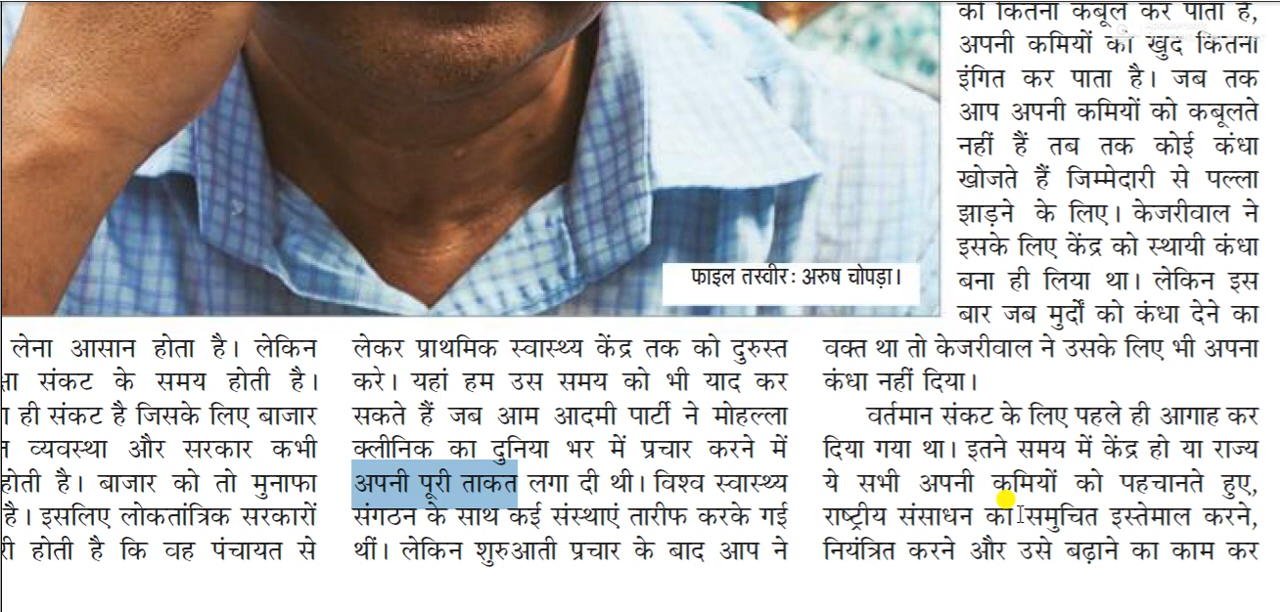 को कितना कबूल कर पाता है,
अपनी कमियों को खुद कितना
इंगित कर पाता है। जब तक
आप अपनी कमियों को कबूलते
नहीं हैं तब तक कोई कंधा
खोजते हैं जिम्मेदारी से पल्ला
झाड़ने के लिए। केजरीवाल ने
इसके लिए केंद्र को स्थायी कंधा
बना ही लिया था। लेकिन इस
बार जब मुर्दों को कंधा देने का
फाइल तस्वीर: अरुष चोपड़ा।
लेना आसान होता है। लेकिन
संकट के समय होती है।
ही संकट है जिसके लिए बाजार
व्यवस्था और सरकार कभी
होती है। बाजार को तो मुनाफा
है। इसलिए लोकतांत्रिक सरकारों
होती है कि वह पंचायत से
लेकर प्राथमिक स्वास्थ्य केंद्र तक को दुरुस्त
करे। यहां हम उस समय को भी याद कर
सकते हैं जब आम आदमी पार्टी ने मोहल्ला
क्लीनिक का दुनिया भर में प्रचार करने में
अपनी पूरी ताकत लगा दी थी। विश्व स्वास्थ्य
संगठन के साथ कई संस्थाएं तारीफ करके गई
थीं। लेकिन शुरुआती प्रचार के बाद आप ने
वक्त था तो केजरीवाल ने उसके लिए भी अपना
कंधा नहीं दिया।
वर्तमान संकट के लिए पहले ही आगाह कर
दिया गया था। इतने समय में केंद्र हो या राज्य
ये सभी अपनी कमियों को पहचानते हुए,
राष्ट्रीय संसाधन का समुचित इस्तेमाल करने,
नियंत्रित करने और उसे बढ़ाने का काम कर